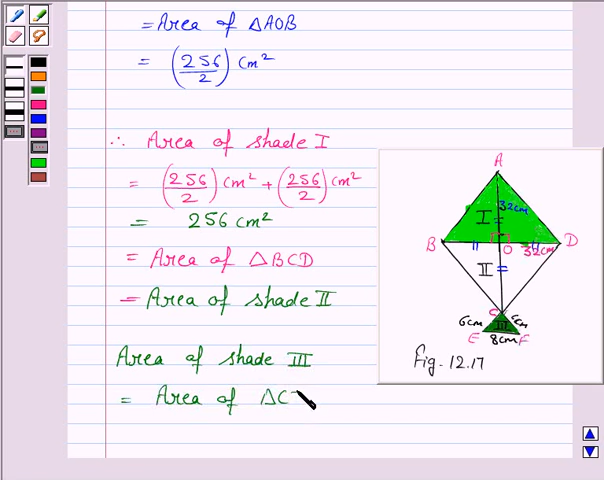 = Area of ΔAOB
= (256/2) cm²
∴ Area of shade I
= (256/2) cm² + (256/2) cm²
= 256 cm²
= Area of ΔBCD
= Area of shade II
Area of shade III
= Area of ΔC
A
32cm
I
B
O
D
32cm
II
C
6cm
6cm
III
E
8cm
F
Fig. 12.17